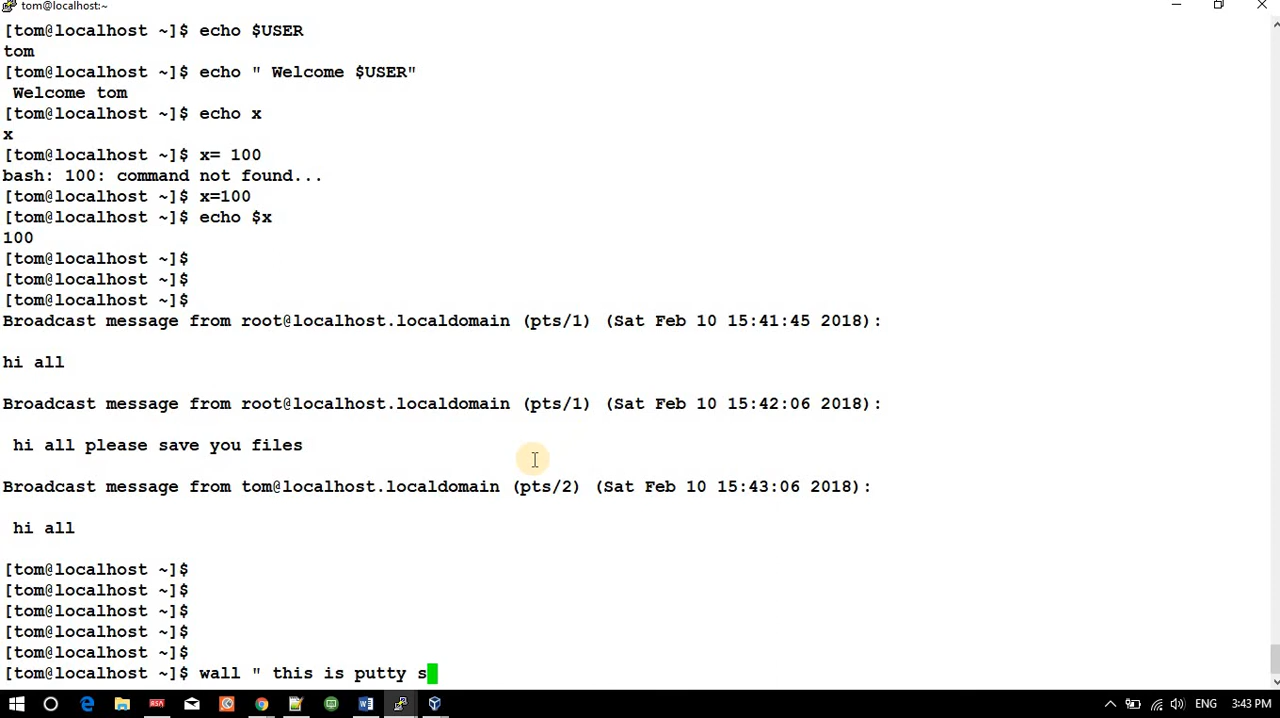 tom@localhost:~
[tom@localhost ~]$ echo $USER
tom
[tom@localhost ~]$ echo " Welcome $USER"
 Welcome tom
[tom@localhost ~]$ echo x
x
[tom@localhost ~]$ x= 100
bash: 100: command not found...
[tom@localhost ~]$ x=100
[tom@localhost ~]$ echo $x
100
[tom@localhost ~]$
[tom@localhost ~]$
[tom@localhost ~]$
Broadcast message from root@localhost.localdomain (pts/1) (Sat Feb 10 15:41:45 2018):
hi all
Broadcast message from root@localhost.localdomain (pts/1) (Sat Feb 10 15:42:06 2018):
 hi all please save you files
Broadcast message from tom@localhost.localdomain (pts/2) (Sat Feb 10 15:43:06 2018):
 hi all
[tom@localhost ~]$
[tom@localhost ~]$
[tom@localhost ~]$
[tom@localhost ~]$
[tom@localhost ~]$
[tom@localhost ~]$ wall " this is putty s
RSA ENG 3:43 PM